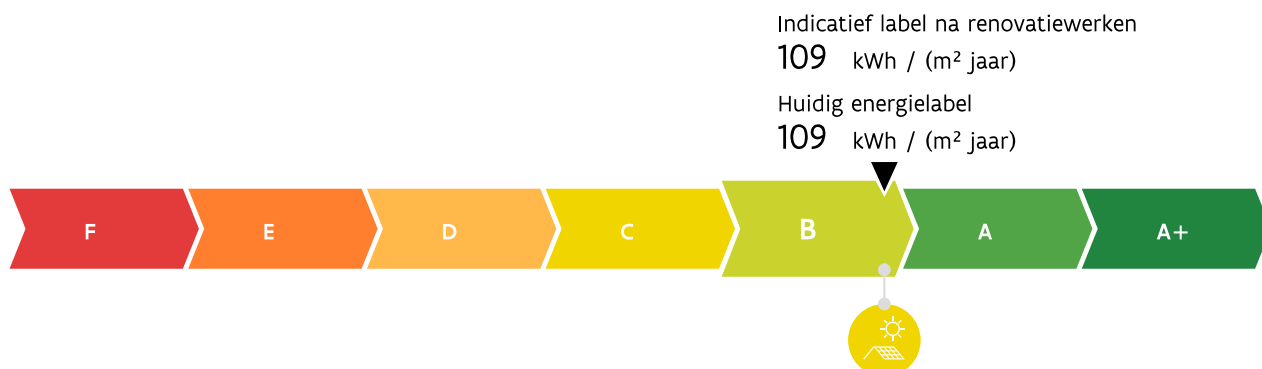 Indicatief label na renovatiewerken
109 kWh / (m² jaar)
Huidig energielabel
109 kWh / (m² jaar)
F E D C B A A+